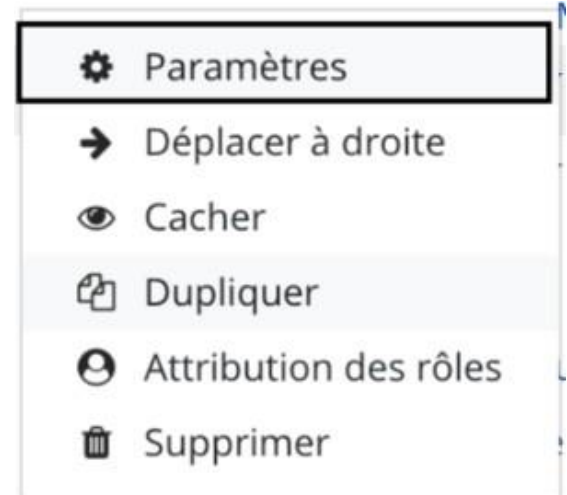 Paramètres
Déplacer à droite
Cacher
Dupliquer
Attribution des rôles
Supprimer